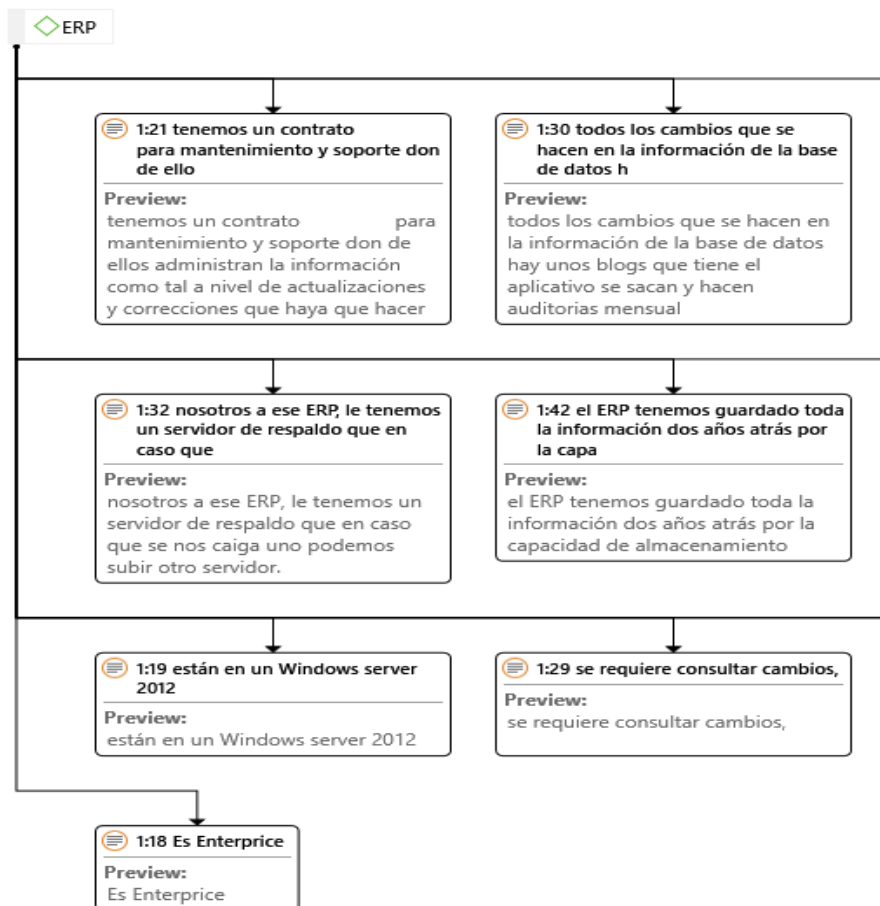 ERP
1:21 tenemos un contrato
para mantenimiento y soporte don
de ello
Preview:
tenemos un contrato para
mantenimiento y soporte don de
ellos administran la información
como tal a nivel de actualizaciones
y correcciones que haya que hacer
1:30 todos los cambios que se
hacen en la información de la base
de datos h
Preview:
todos los cambios que se hacen en
la información de la base de datos
hay unos blogs que tiene el
aplicativo se sacan y hacen
auditorias mensual
1:32 nosotros a ese ERP, le tenemos
un servidor de respaldo que en
caso que
Preview:
nosotros a ese ERP, le tenemos un
servidor de respaldo que en caso
que se nos caiga uno podemos
subir otro servidor.
1:42 el ERP tenemos guardado toda
la información dos años atrás por
la capa
Preview:
el ERP tenemos guardado toda la
información dos años atrás por la
capacidad de almacenamiento
1:19 están en un Windows server
2012
Preview:
están en un Windows server 2012
1:29 se requiere consultar cambios,
Preview:
se requiere consultar cambios,
1:18 Es Enterprice
Preview:
Es Enterprice